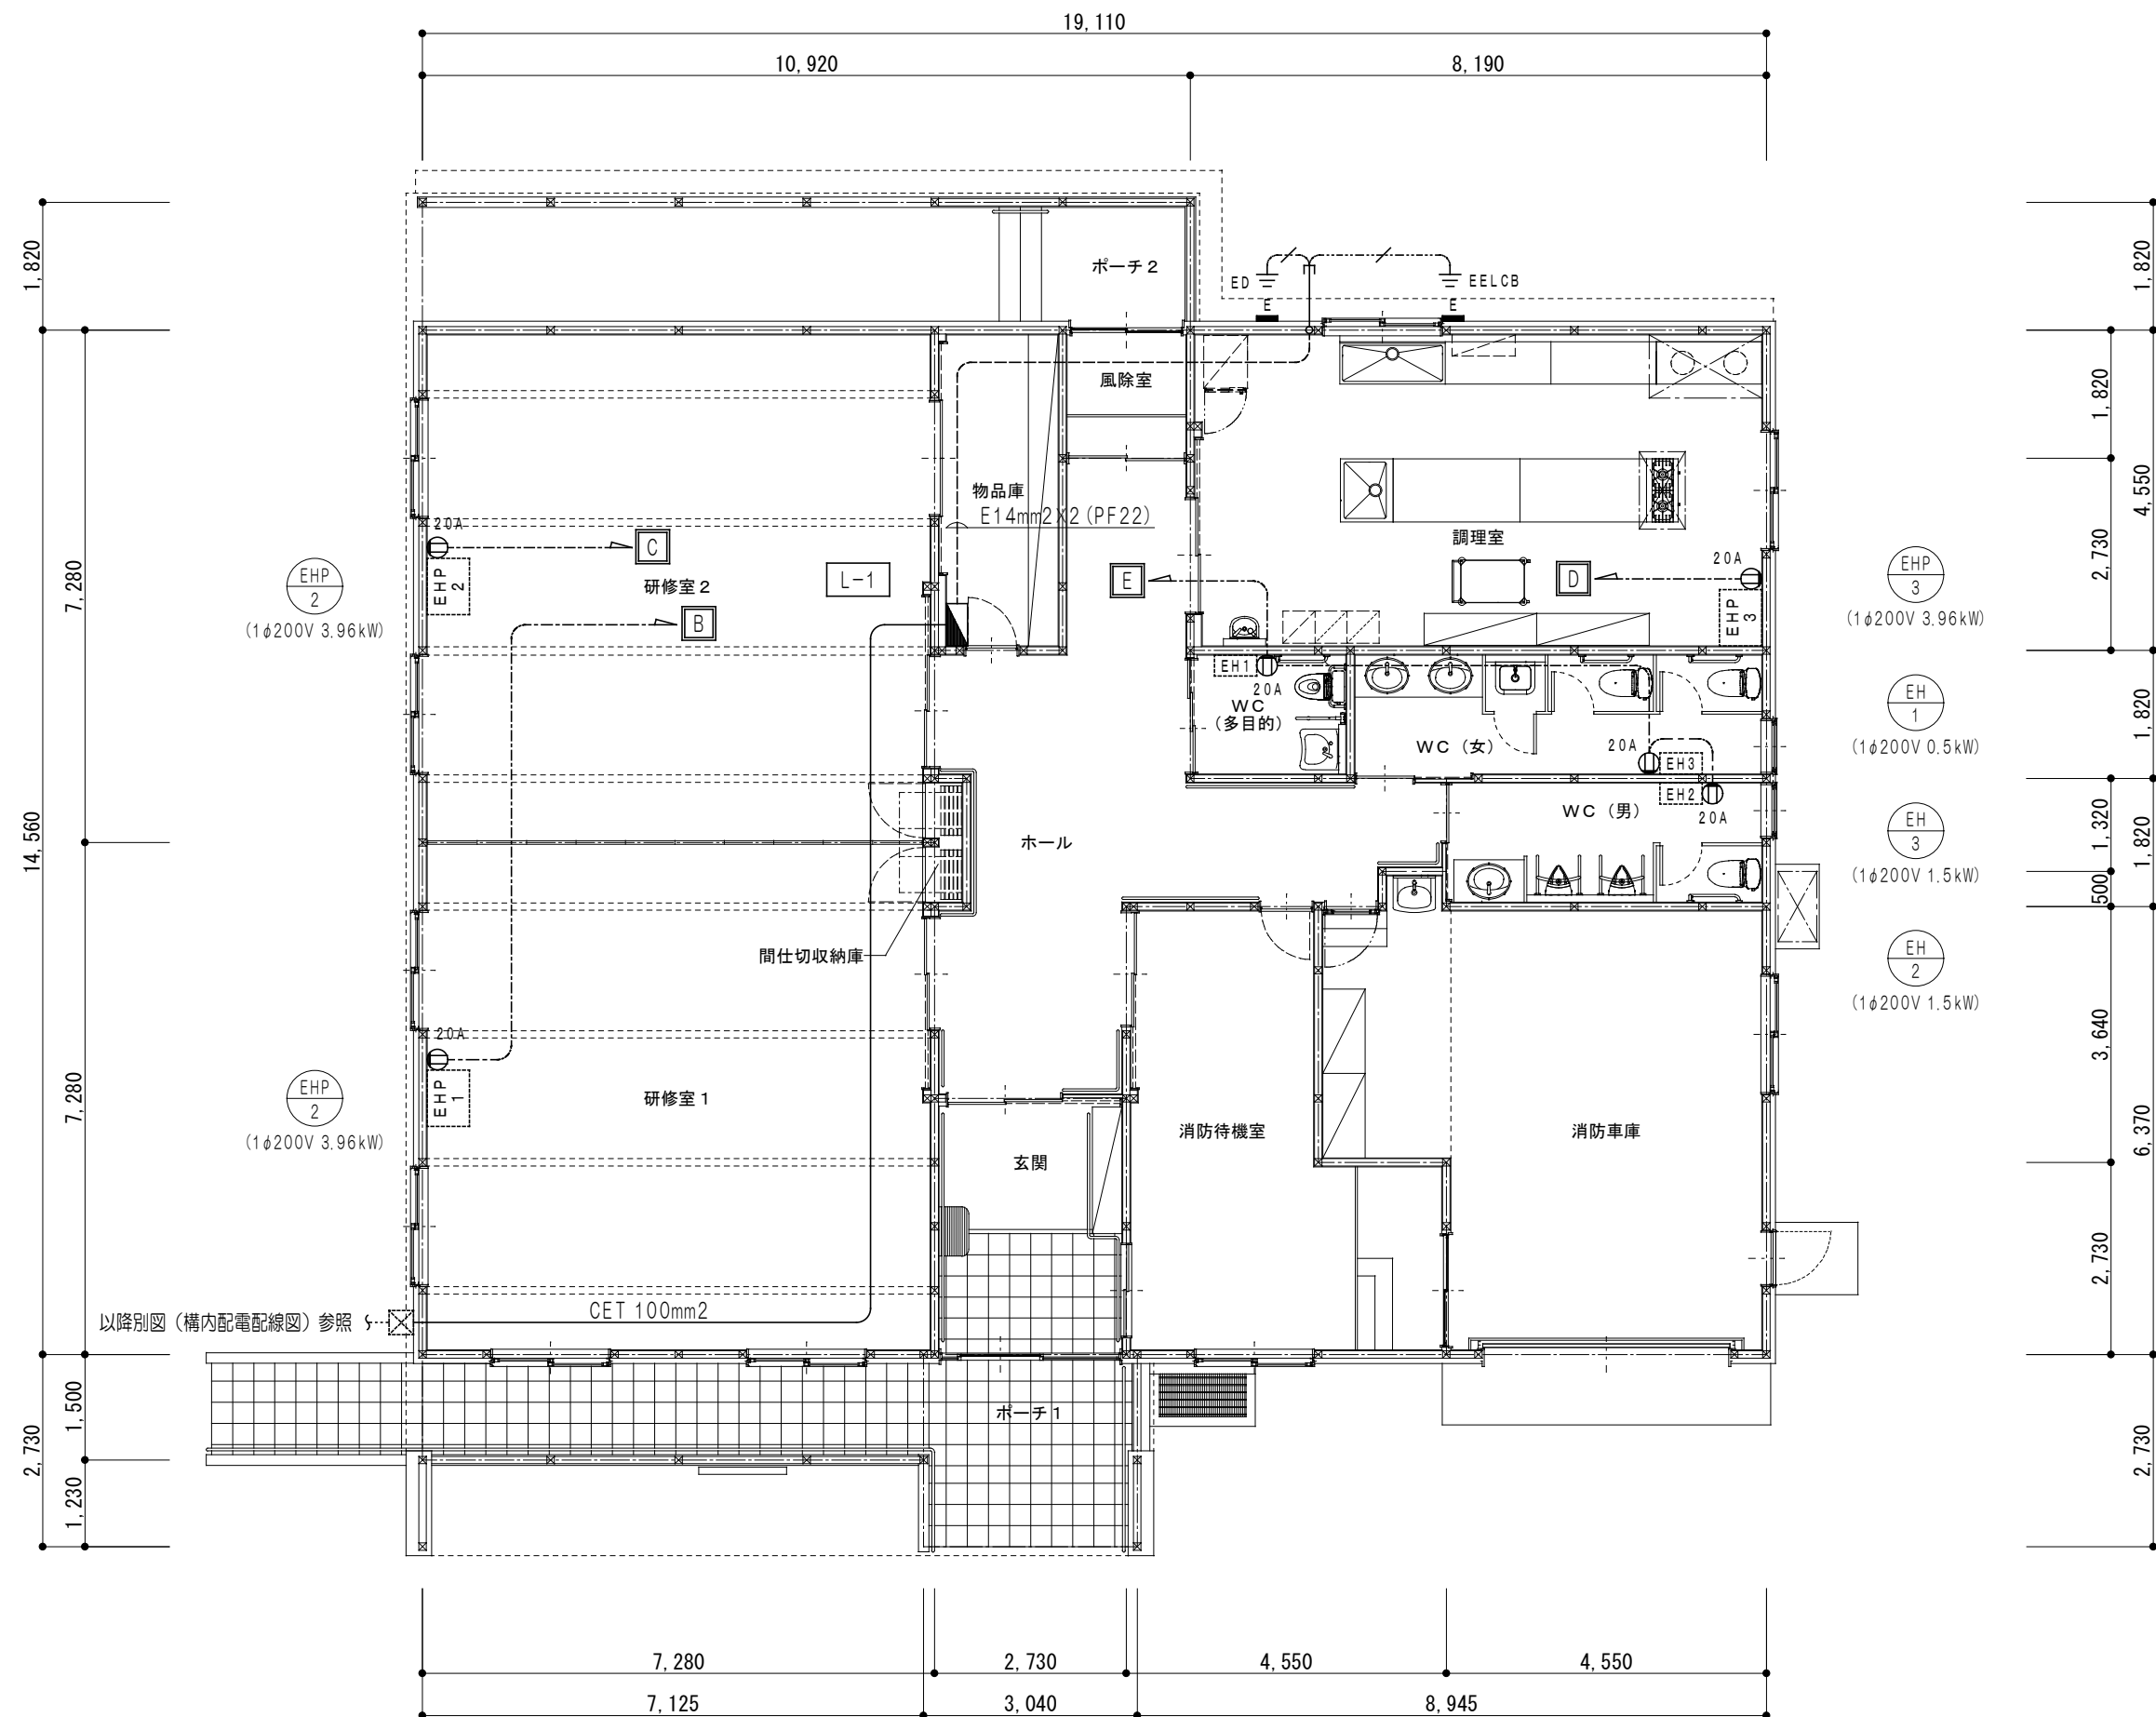 19,110
10,920
8,190
1,820
ポーチ2
ED
E
EELCB
E
1,820
風除室
1,820
4,550
物品庫
E14mm2X2(PF22)
20A
C
調理室
2,730
7,280
EHP
2
(1φ200V 3.96kW)
EHP
2
研修室2
L-1
E
D
20A
EHP
3
EHP
3
(1φ200V 3.96kW)
B
EH1
20A
WC
(多目的)
WC (女)
20A
EH3
EH
1
(1φ200V 0.5kW)
1,820
EH2
20A
WC (男)
14,560
ホール
EH
3
(1φ200V 1.5kW)
1,320
1,820
500
間仕切収納庫
EH
2
(1φ200V 1.5kW)
20A
3,640
7,280
EHP
2
(1φ200V 3.96kW)
EHP
1
研修室1
消防待機室
消防車庫
6,370
玄関
2,730
以降別図(構内配電配線図)参照
CET 100mm2
ポーチ1
1,500
2,730
1,230
2,730
7,280
2,730
4,550
4,550
7,125
3,040
8,945